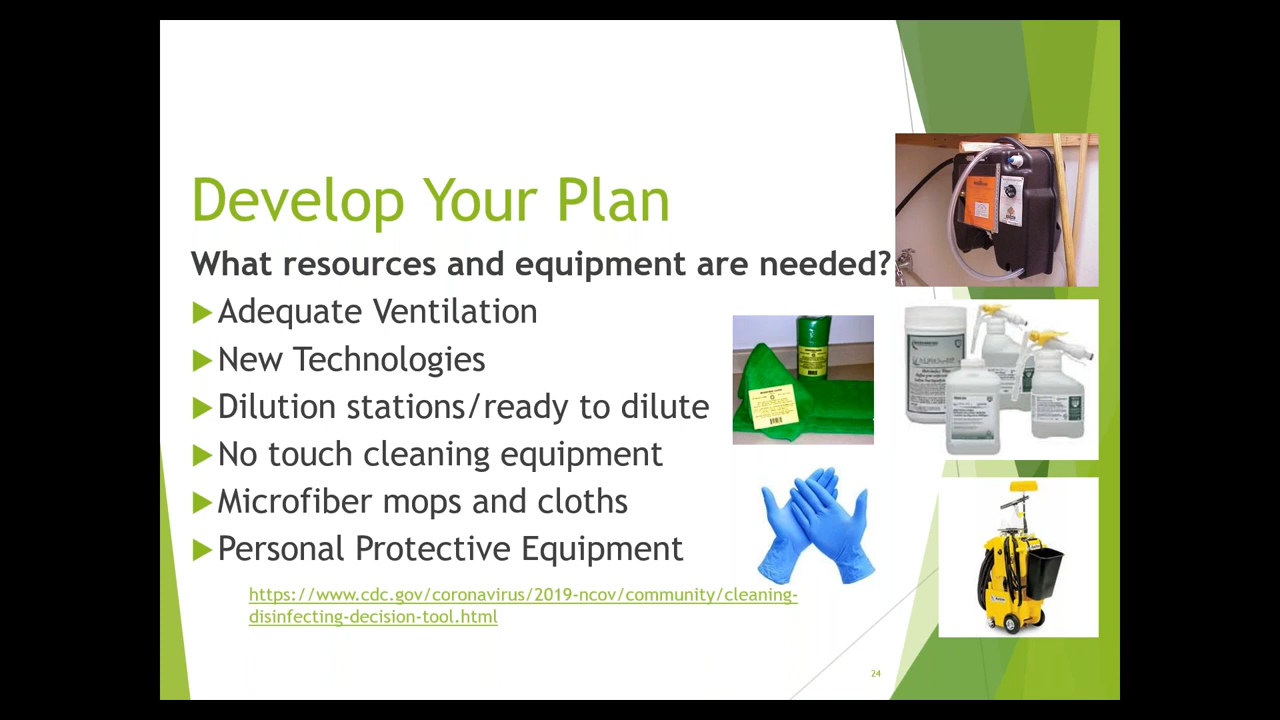 Develop Your Plan
What resources and equipment are needed?
Adequate Ventilation
New Technologies
Dilution stations/ready to dilute
No touch cleaning equipment
Microfiber mops and cloths
Personal Protective Equipment
https://www.cdc.gov/coronavirus/2019-ncov/community/cleaning-
disinfecting-decision-tool.html
24